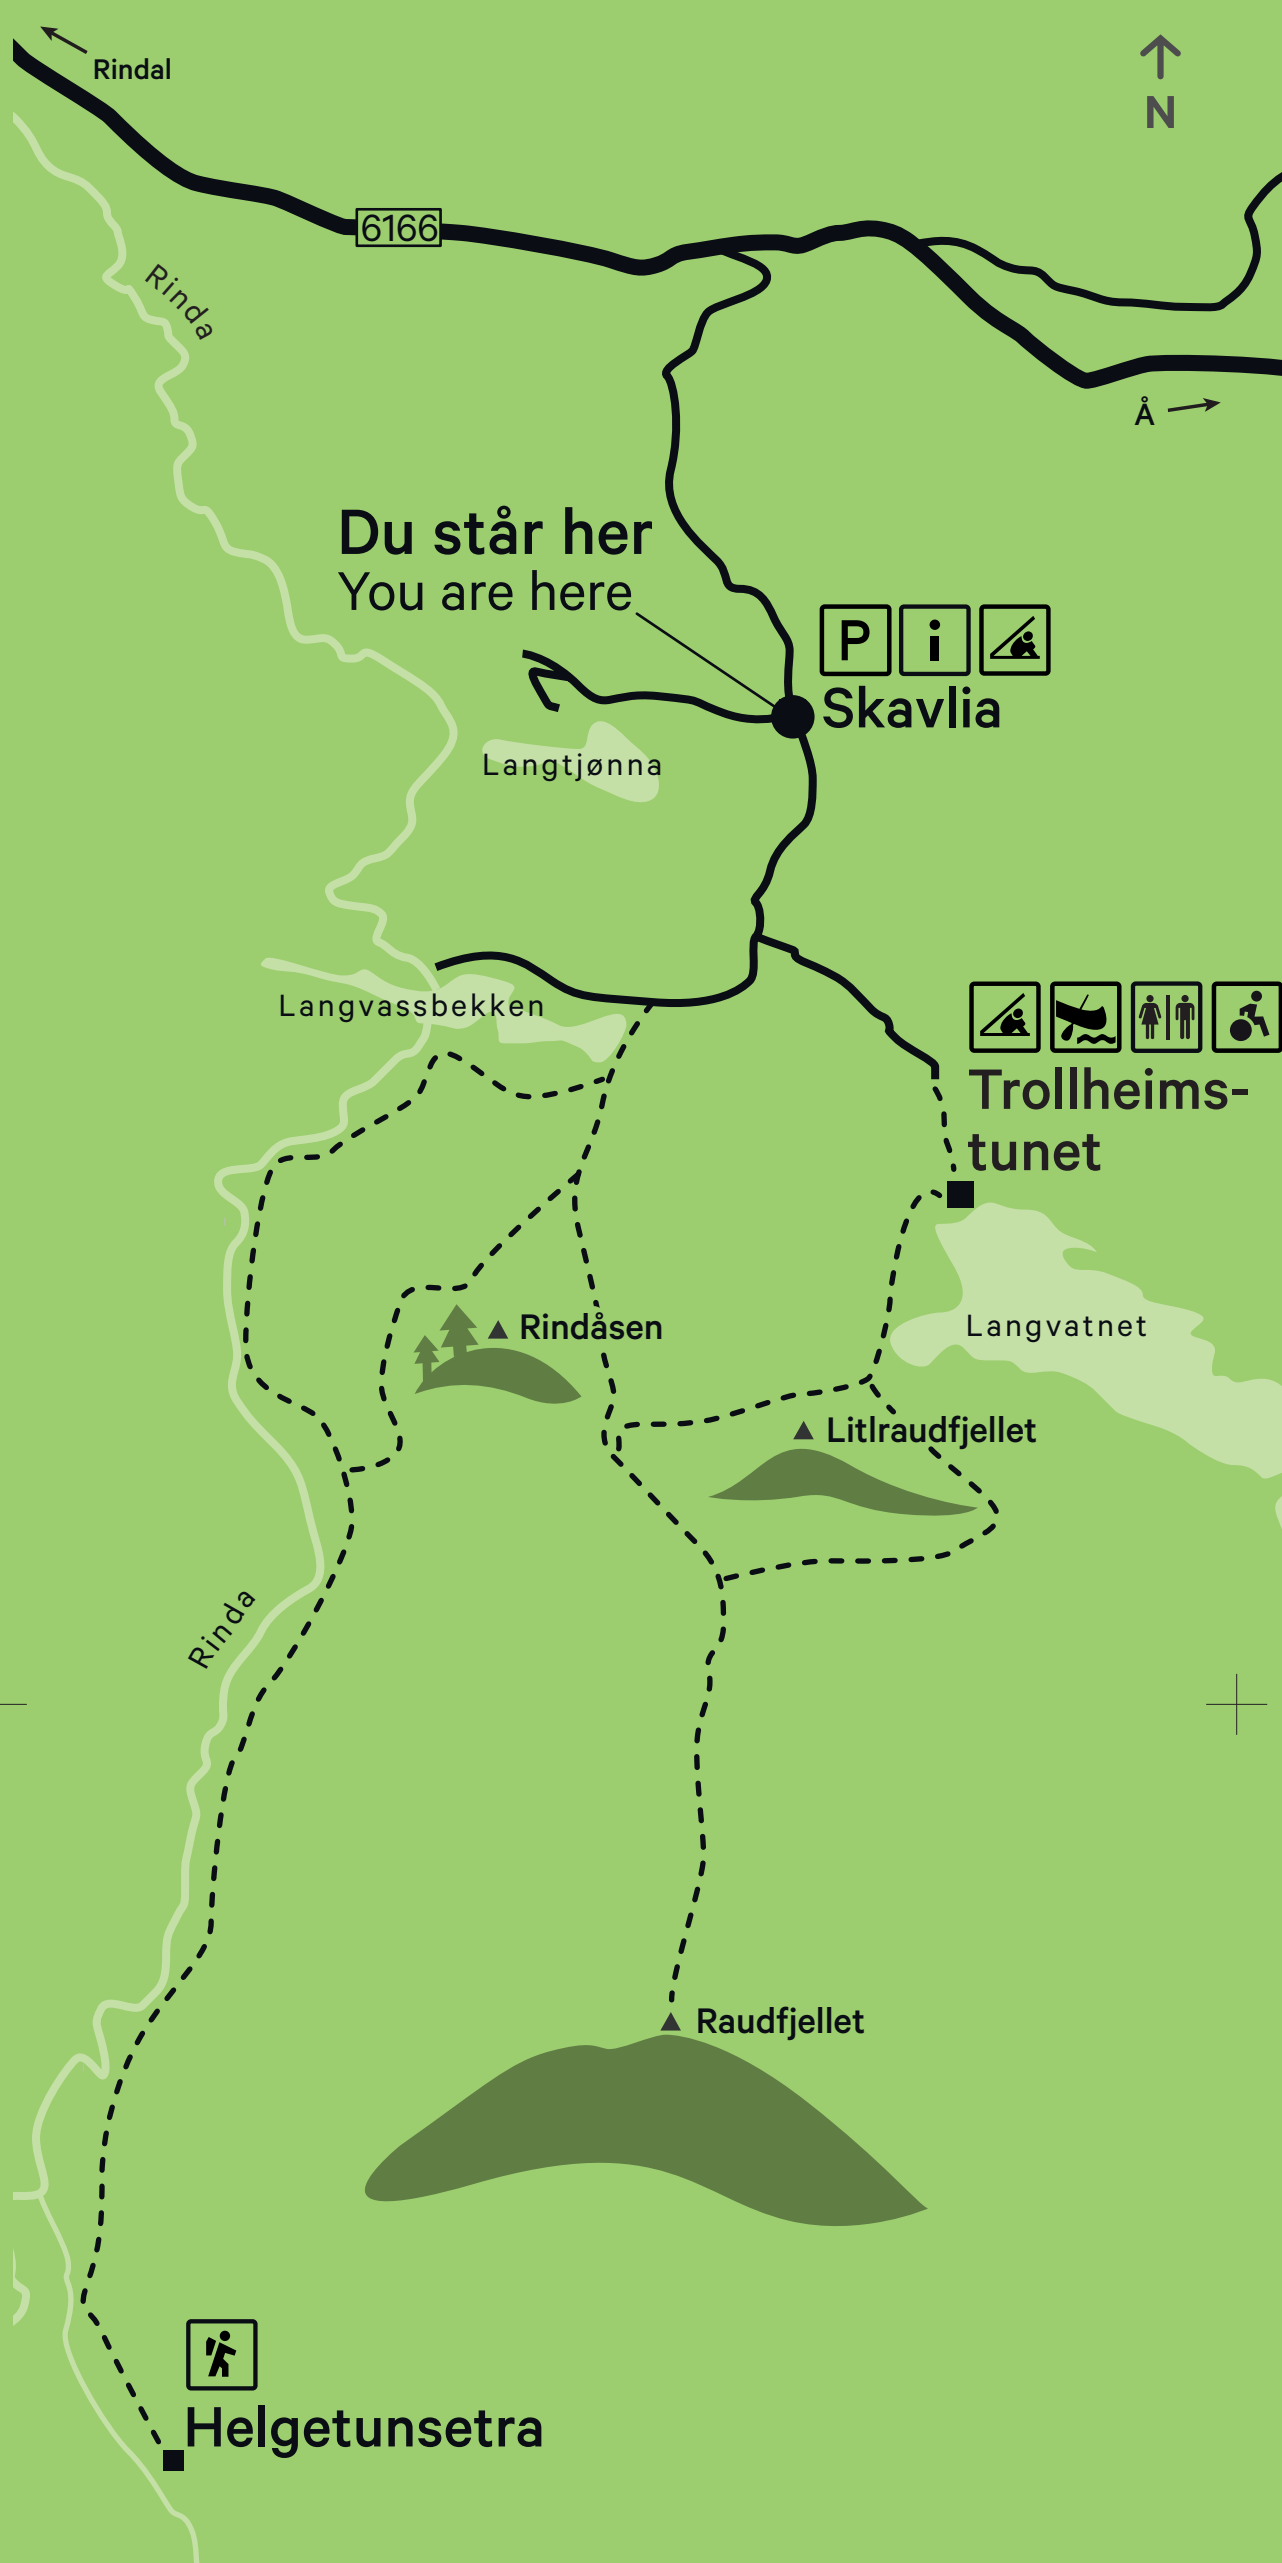 Rindal
N
6166
Rinda
Å
Du står her
You are here
P i
Skavlia
Langtjønna
Langvassbekken
Trollheims-
tunet
Rindåsen
Langvatnet
Litlraudfjellet
Rinda
Raudfjellet
Helgetunsetra